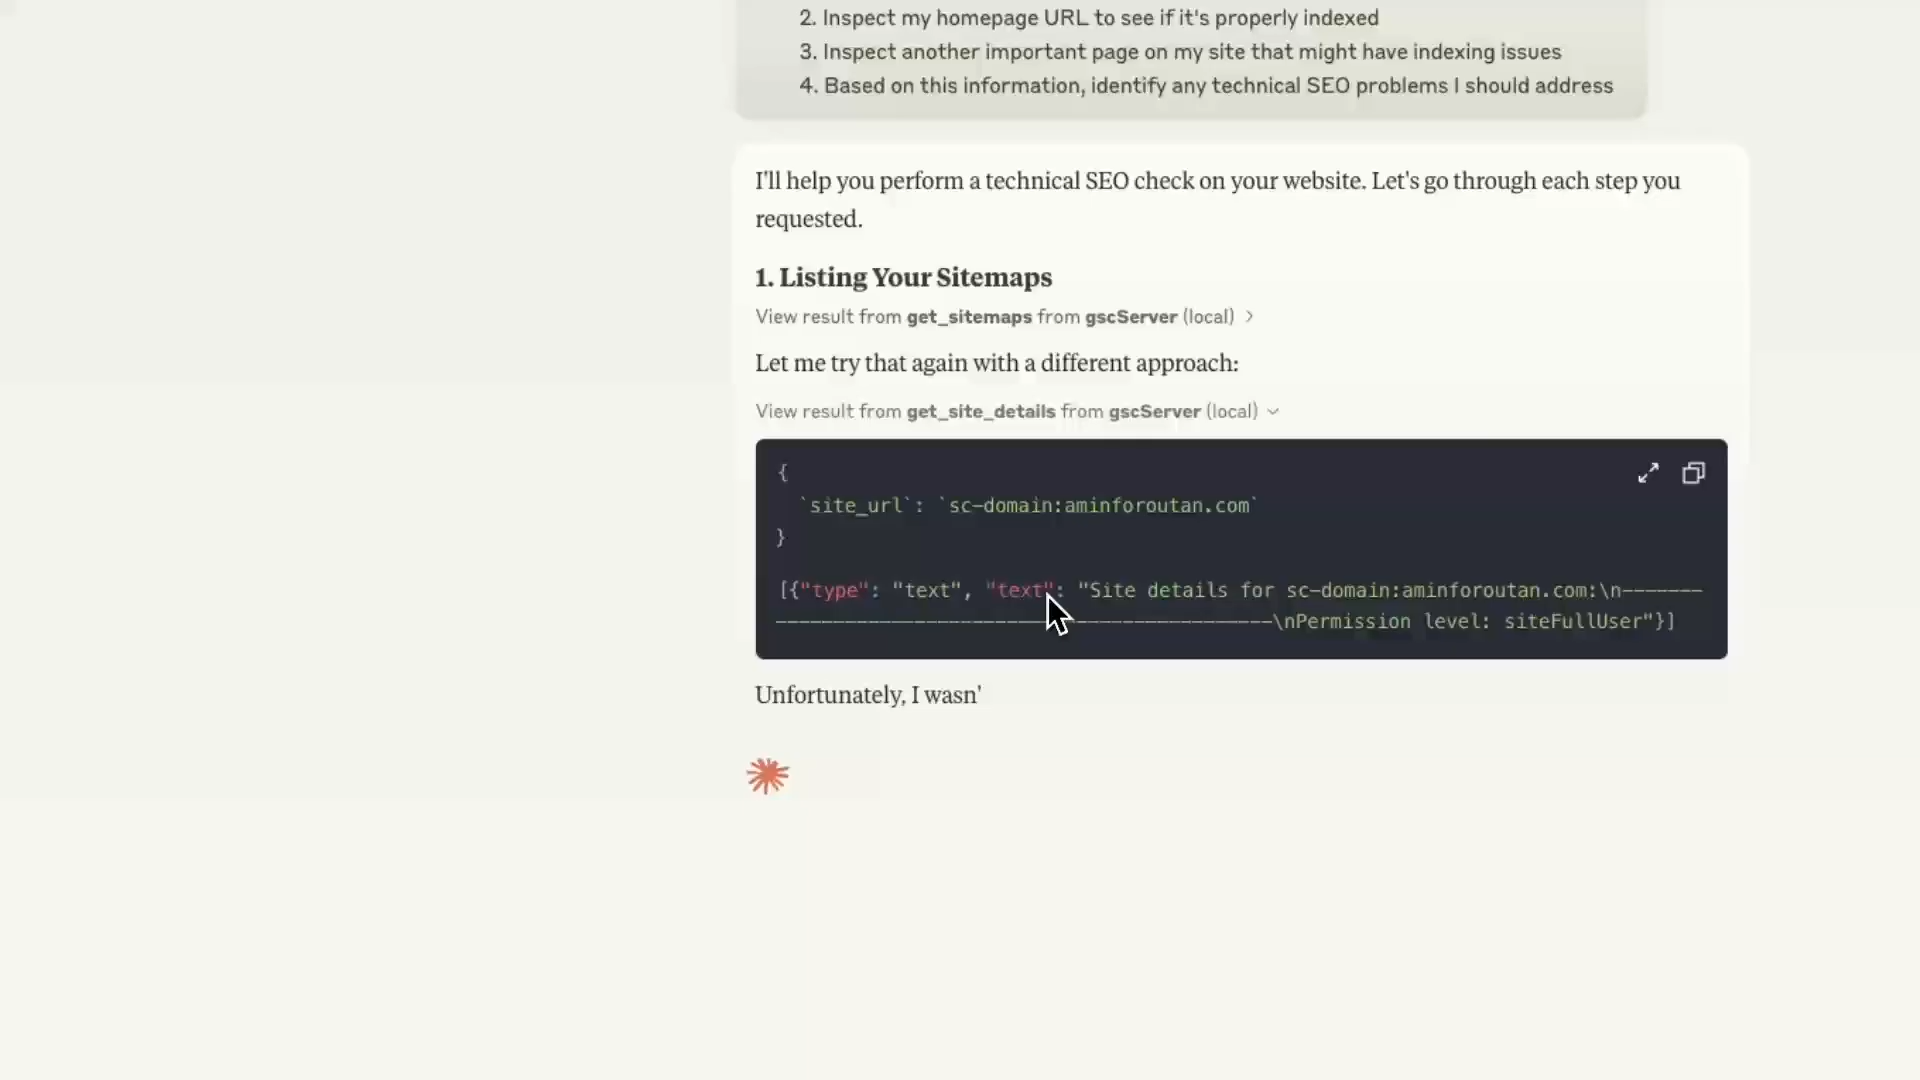 2. Inspect my homepage URL to see if it's properly indexed
3. Inspect another important page on my site that might have indexing issues
4. Based on this information, identify any technical SEO problems I should address
I'll help you perform a technical SEO check on your website. Let's go through each step you
requested.
1. Listing Your Sitemaps
View result from get_sitemaps from gscServer (local)
Let me try that again with a different approach:
View result from get_site_details from gscServer (local)
{
`site_url`: `sc-domain:aminforoutan.com`
}
[{"type": "text", "text": "Site details for sc-domain:aminforoutan.com:\n-------
-------------------------------------------\nPermission level: siteFullUser"}]
Unfortunately, I wasn'